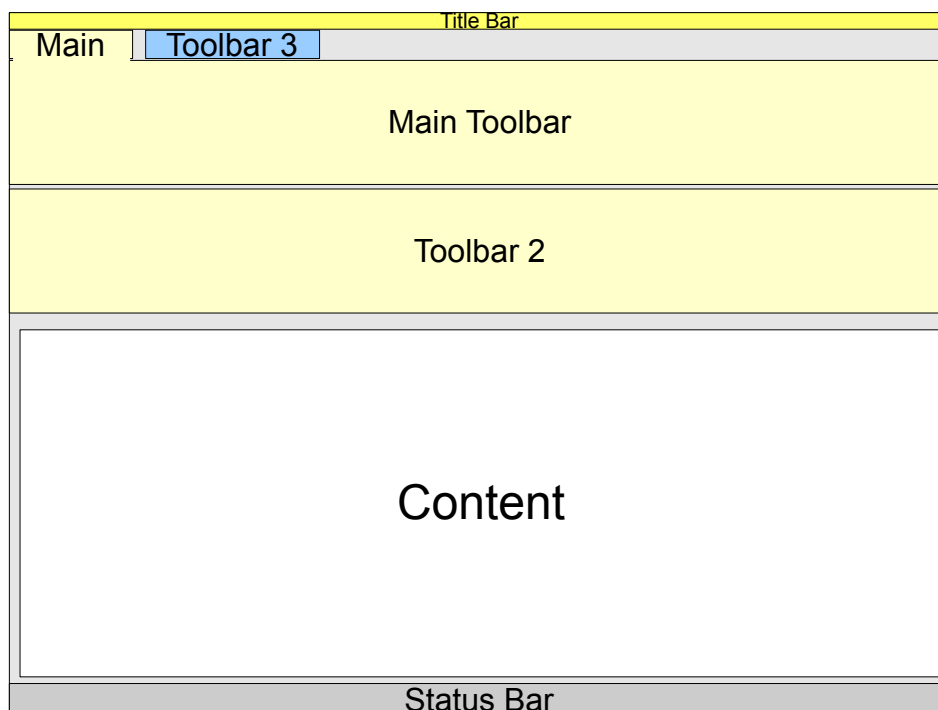 Title Bar
Main
Toolbar 3
Main Toolbar
Toolbar 2
Content
Status Bar